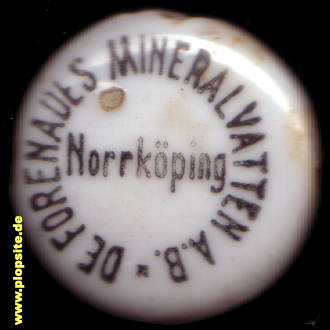 DE FORENADES MINERALVATTEN A.B. *
Norrköping
www.plopsite.de